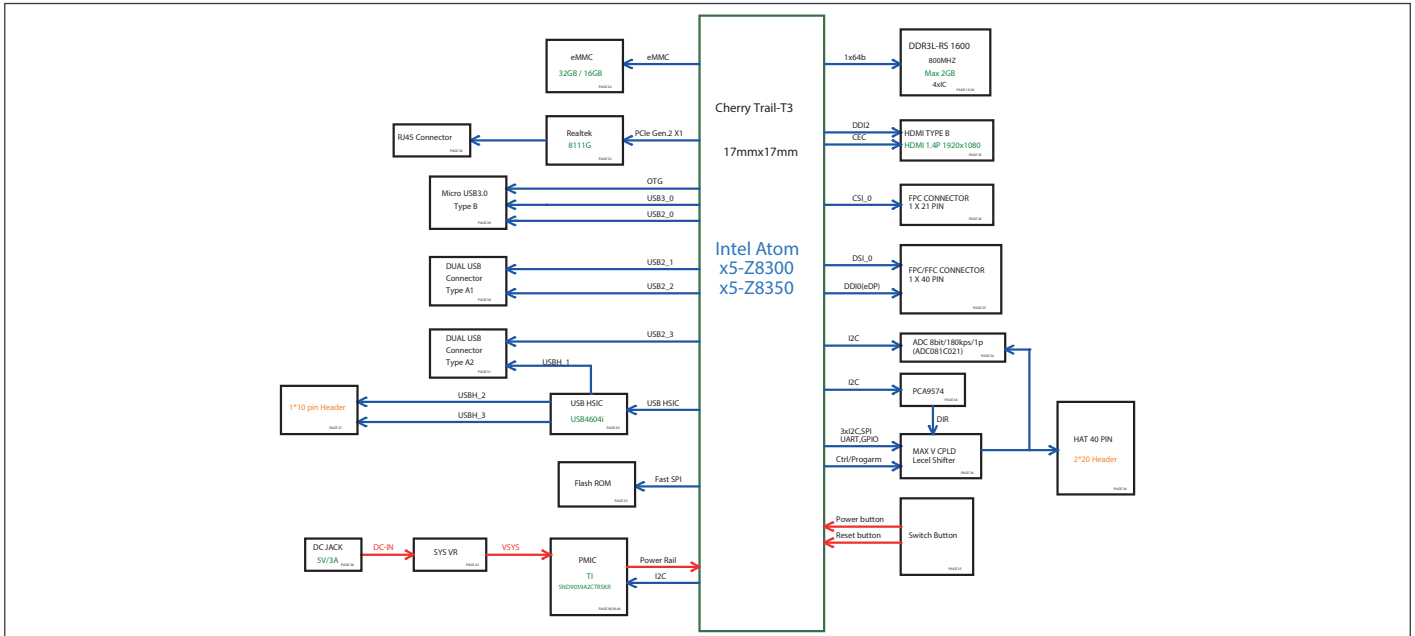 eMMC
32GB / 16GB
PAGE24
eMMC
RJ45 Connector
PAGE32
Realtek
8111G
PAGE32
PCIe Gen.2 X1
Micro USB3.0
Type B
PAGE28
OTG
USB3_0
USB2_0
DUAL USB
Connector
Type A1
PAGE30
USB2_1
USB2_2
DUAL USB
Connector
Type A2
PAGE31
USB2_3
USBH_1
1*10 pin Header
PAGE27
USBH_2
USBH_3
USB HSIC
USB4604i
USB HSIC
Flash ROM
Fast SPI
DC JACK
5V/3A
DC-IN
SYS VR
VSYS
PMIC
TI
SND9039A2CTRSKR
Power Rail
I2C
Cherry Trail-T3
17mmx17mm
Intel Atom
x5-Z8300
x5-Z8350
1x64b
DDR3L-RS 1600
800MHZ
Max 2GB
4xIC
DDI2
CEC
HDMI TYPE B
HDMI 1.4P 1920x1080
CSI_0
FPC CONNECTOR
1 X 21 PIN
DSI_0
DDI0(eDP)
FPC/FFC CONNECTOR
1 X 40 PIN
I2C
ADC 8bit/180kps/1p
(ADC081C021)
I2C
PCA9574
DIR
3xI2C,SPI
UART,GPIO
Ctrl/Progarm
MAX V CPLD
Lecel Shifter
HAT 40 PIN
2*20 Header
Power button
Reset button
Switch Button